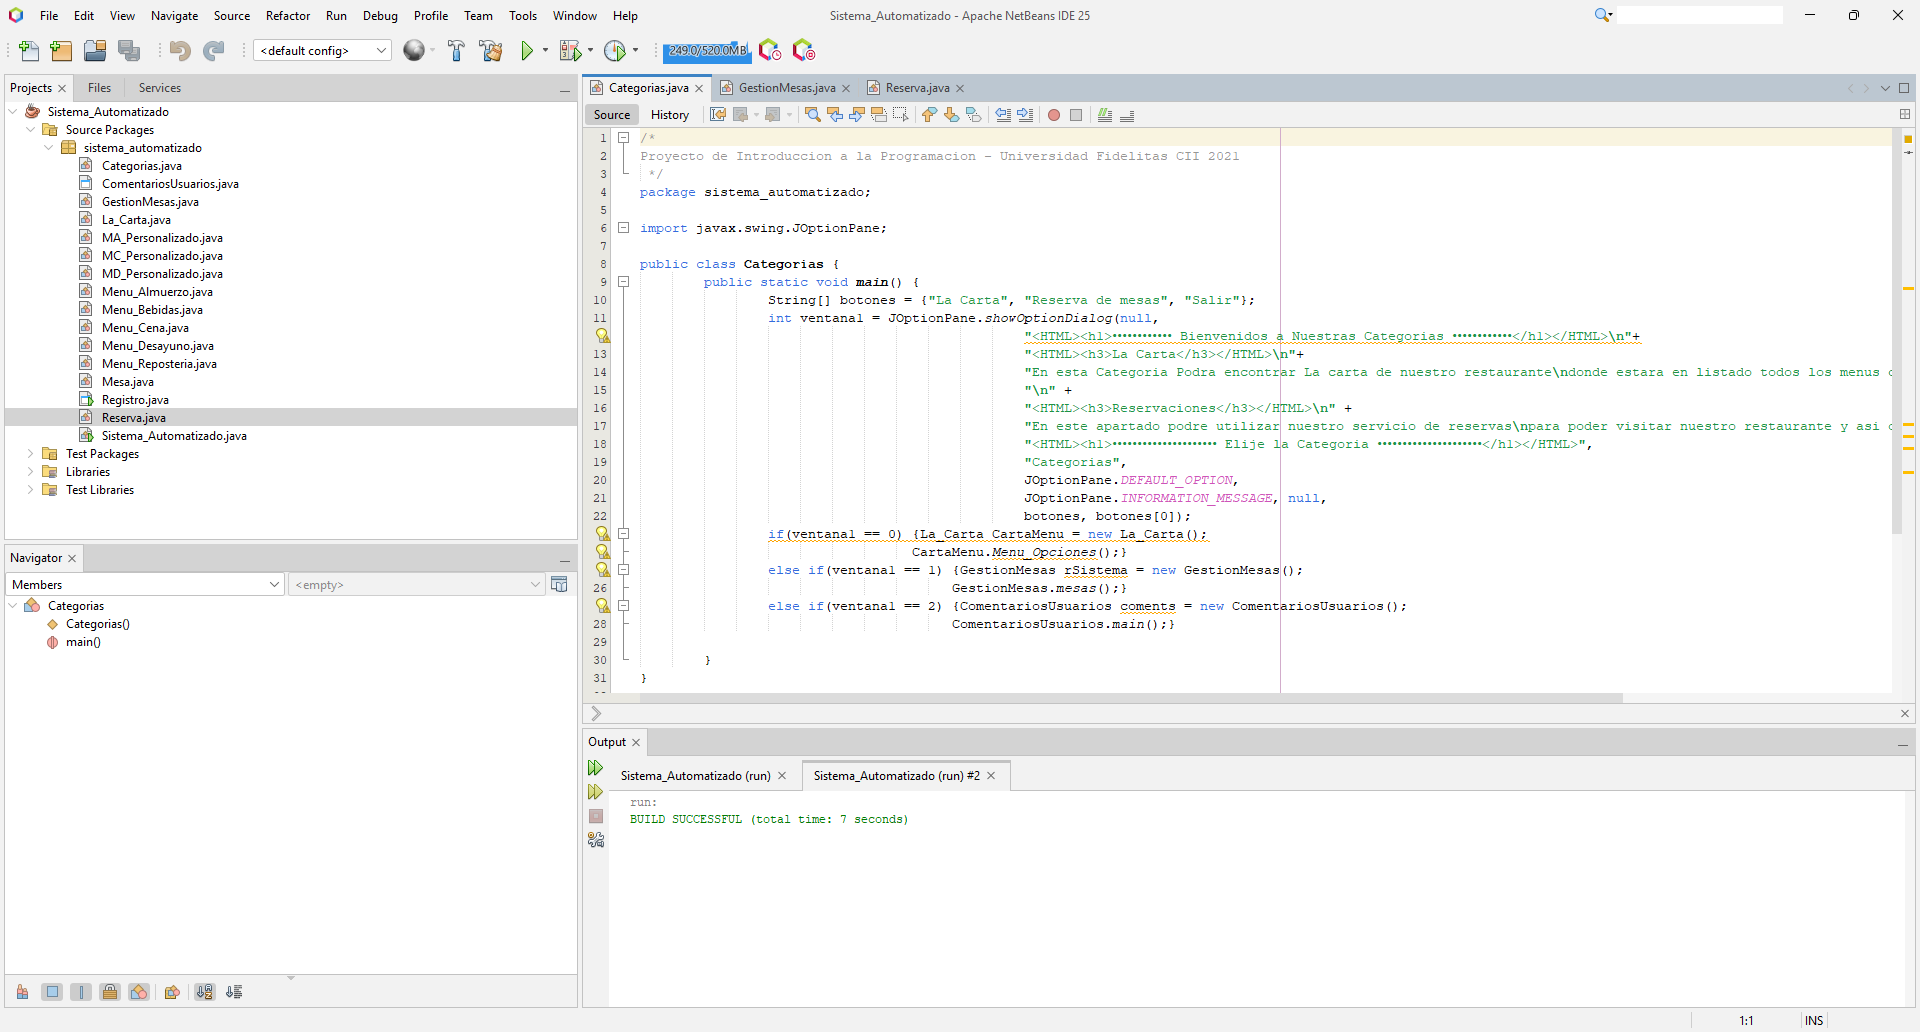 File Edit View Navigate Source Refactor Run Debug Profile Team Tools Window Help
Sistema_Automatizado - Apache NetBeans IDE 25
<default config>
249.0/520.0MB
Projects Files Services
Sistema_Automatizado
Source Packages
sistema_automatizado
Categorias.java
ComentariosUsuarios.java
GestionMesas.java
La_Carta.java
MA_Personalizado.java
MC_Personalizado.java
MD_Personalizado.java
Menu_Almuerzo.java
Menu_Bebidas.java
Menu_Cena.java
Menu_Desayuno.java
Menu_Reposteria.java
Mesa.java
Registro.java
Reserva.java
Sistema_Automatizado.java
Test Packages
Libraries
Test Libraries
Navigator
Members
<empty>
Categorias
Categorias()
main()
Categorias.java GestionMesas.java Reserva.java
Source History
1 /*
2 Proyecto de Introduccion a la Programacion - Universidad Fidelitas CII 2021
3 */
4 package sistema_automatizado;
5
6 import javax.swing.JOptionPane;
7
8 public class Categorias {
9 public static void main() {
10 String[] botones = {"La Carta", "Reserva de mesas", "Salir"};
11 int ventanal = JOptionPane.showOptionDialog(null,
"<HTML><h1>•••••••••••• Bienvenidos a Nuestras Categorias ••••••••••••</h1></HTML>\n"+
13 "<HTML><h3>La Carta</h3></HTML>\n"+
14 "En esta Categoria Podra encontrar La carta de nuestro restaurante\ndonde estara en listado todos los menus
15 "\n" +
16 "<HTML><h3>Reservaciones</h3></HTML>\n" +
17 "En este apartado podre utilizar nuestro servicio de reservas\npara poder visitar nuestro restaurante y asi
18 "<HTML><h1>••••••••••••••••••••• Elije la Categoria •••••••••••••••••••••</h1></HTML>",
19 "Categorias",
20 JOptionPane.DEFAULT_OPTION,
21 JOptionPane.INFORMATION_MESSAGE, null,
22 botones, botones[0]);
if(ventanal == 0) {La_Carta CartaMenu = new La_Carta();
CartaMenu.Menu_Opciones();}
else if(ventanal == 1) {GestionMesas rSistema = new GestionMesas();
26 GestionMesas.mesas();}
else if(ventanal == 2) {ComentariosUsuarios coments = new ComentariosUsuarios();
28 ComentariosUsuarios.main();}
29
30 }
31 }
Output
Sistema_Automatizado (run) Sistema_Automatizado (run) #2
run:
BUILD SUCCESSFUL (total time: 7 seconds)
1:1 INS